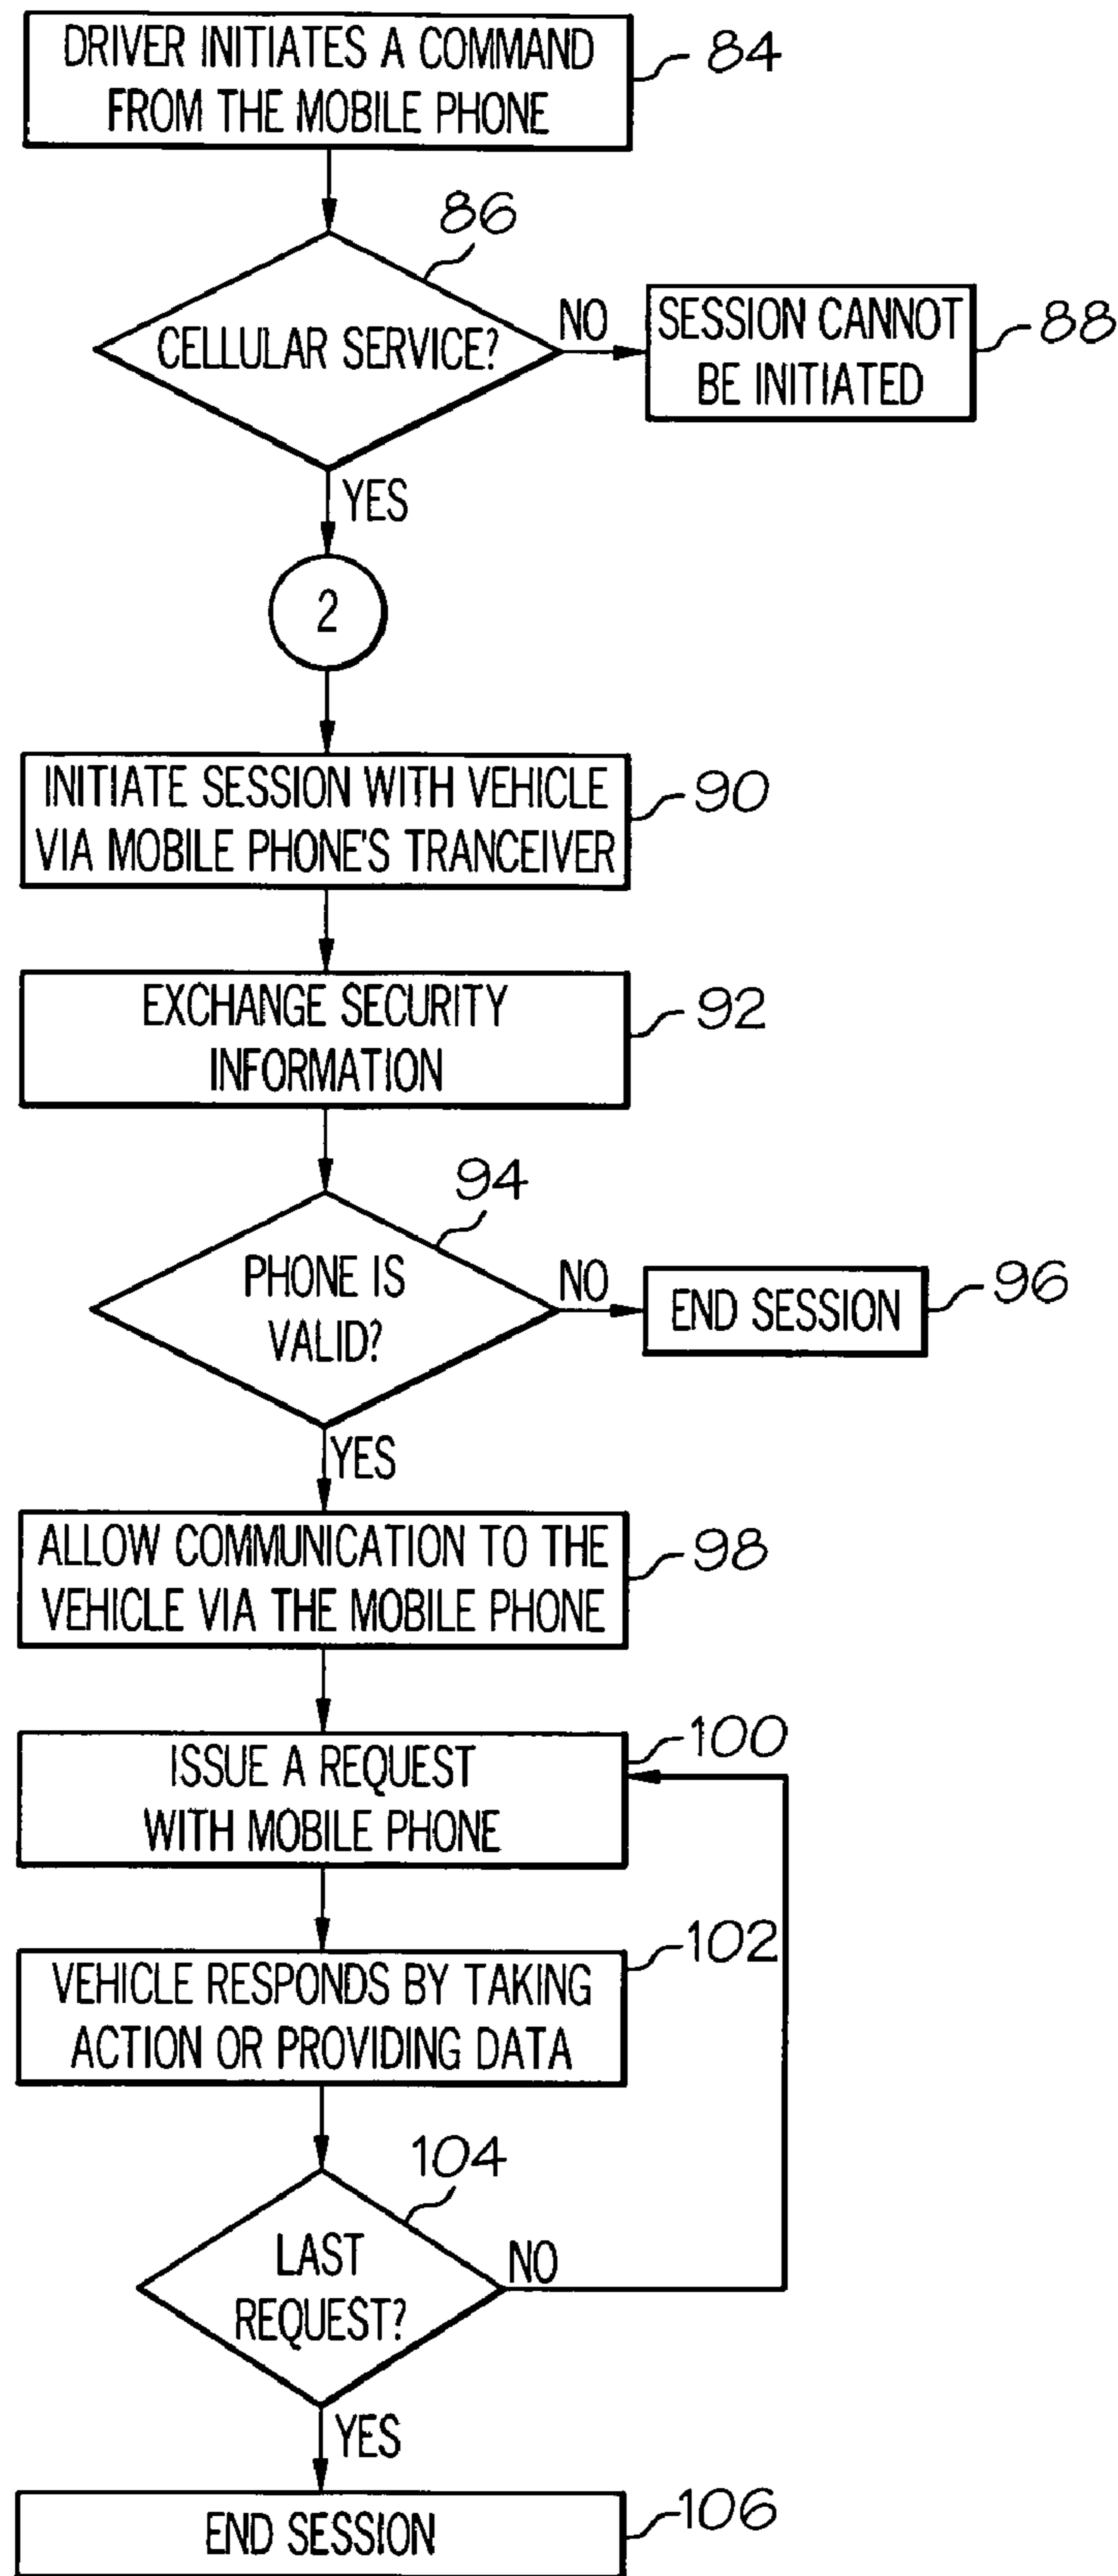 DRIVER INITIATES A COMMAND
FROM THE MOBILE PHONE
84
86
CELLULAR SERVICE?
NO
SESSION CANNOT
BE INITIATED
88
YES
2
INITIATE SESSION WITH VEHICLE
VIA MOBILE PHONE'S TRANCEIVER
90
EXCHANGE SECURITY
INFORMATION
92
94
PHONE IS
VALID?
NO
END SESSION
96
YES
ALLOW COMMUNICATION TO THE
VEHICLE VIA THE MOBILE PHONE
98
ISSUE A REQUEST
WITH MOBILE PHONE
100
VEHICLE RESPONDS BY TAKING
ACTION OR PROVIDING DATA
102
104
LAST
REQUEST?
NO
YES
END SESSION
106